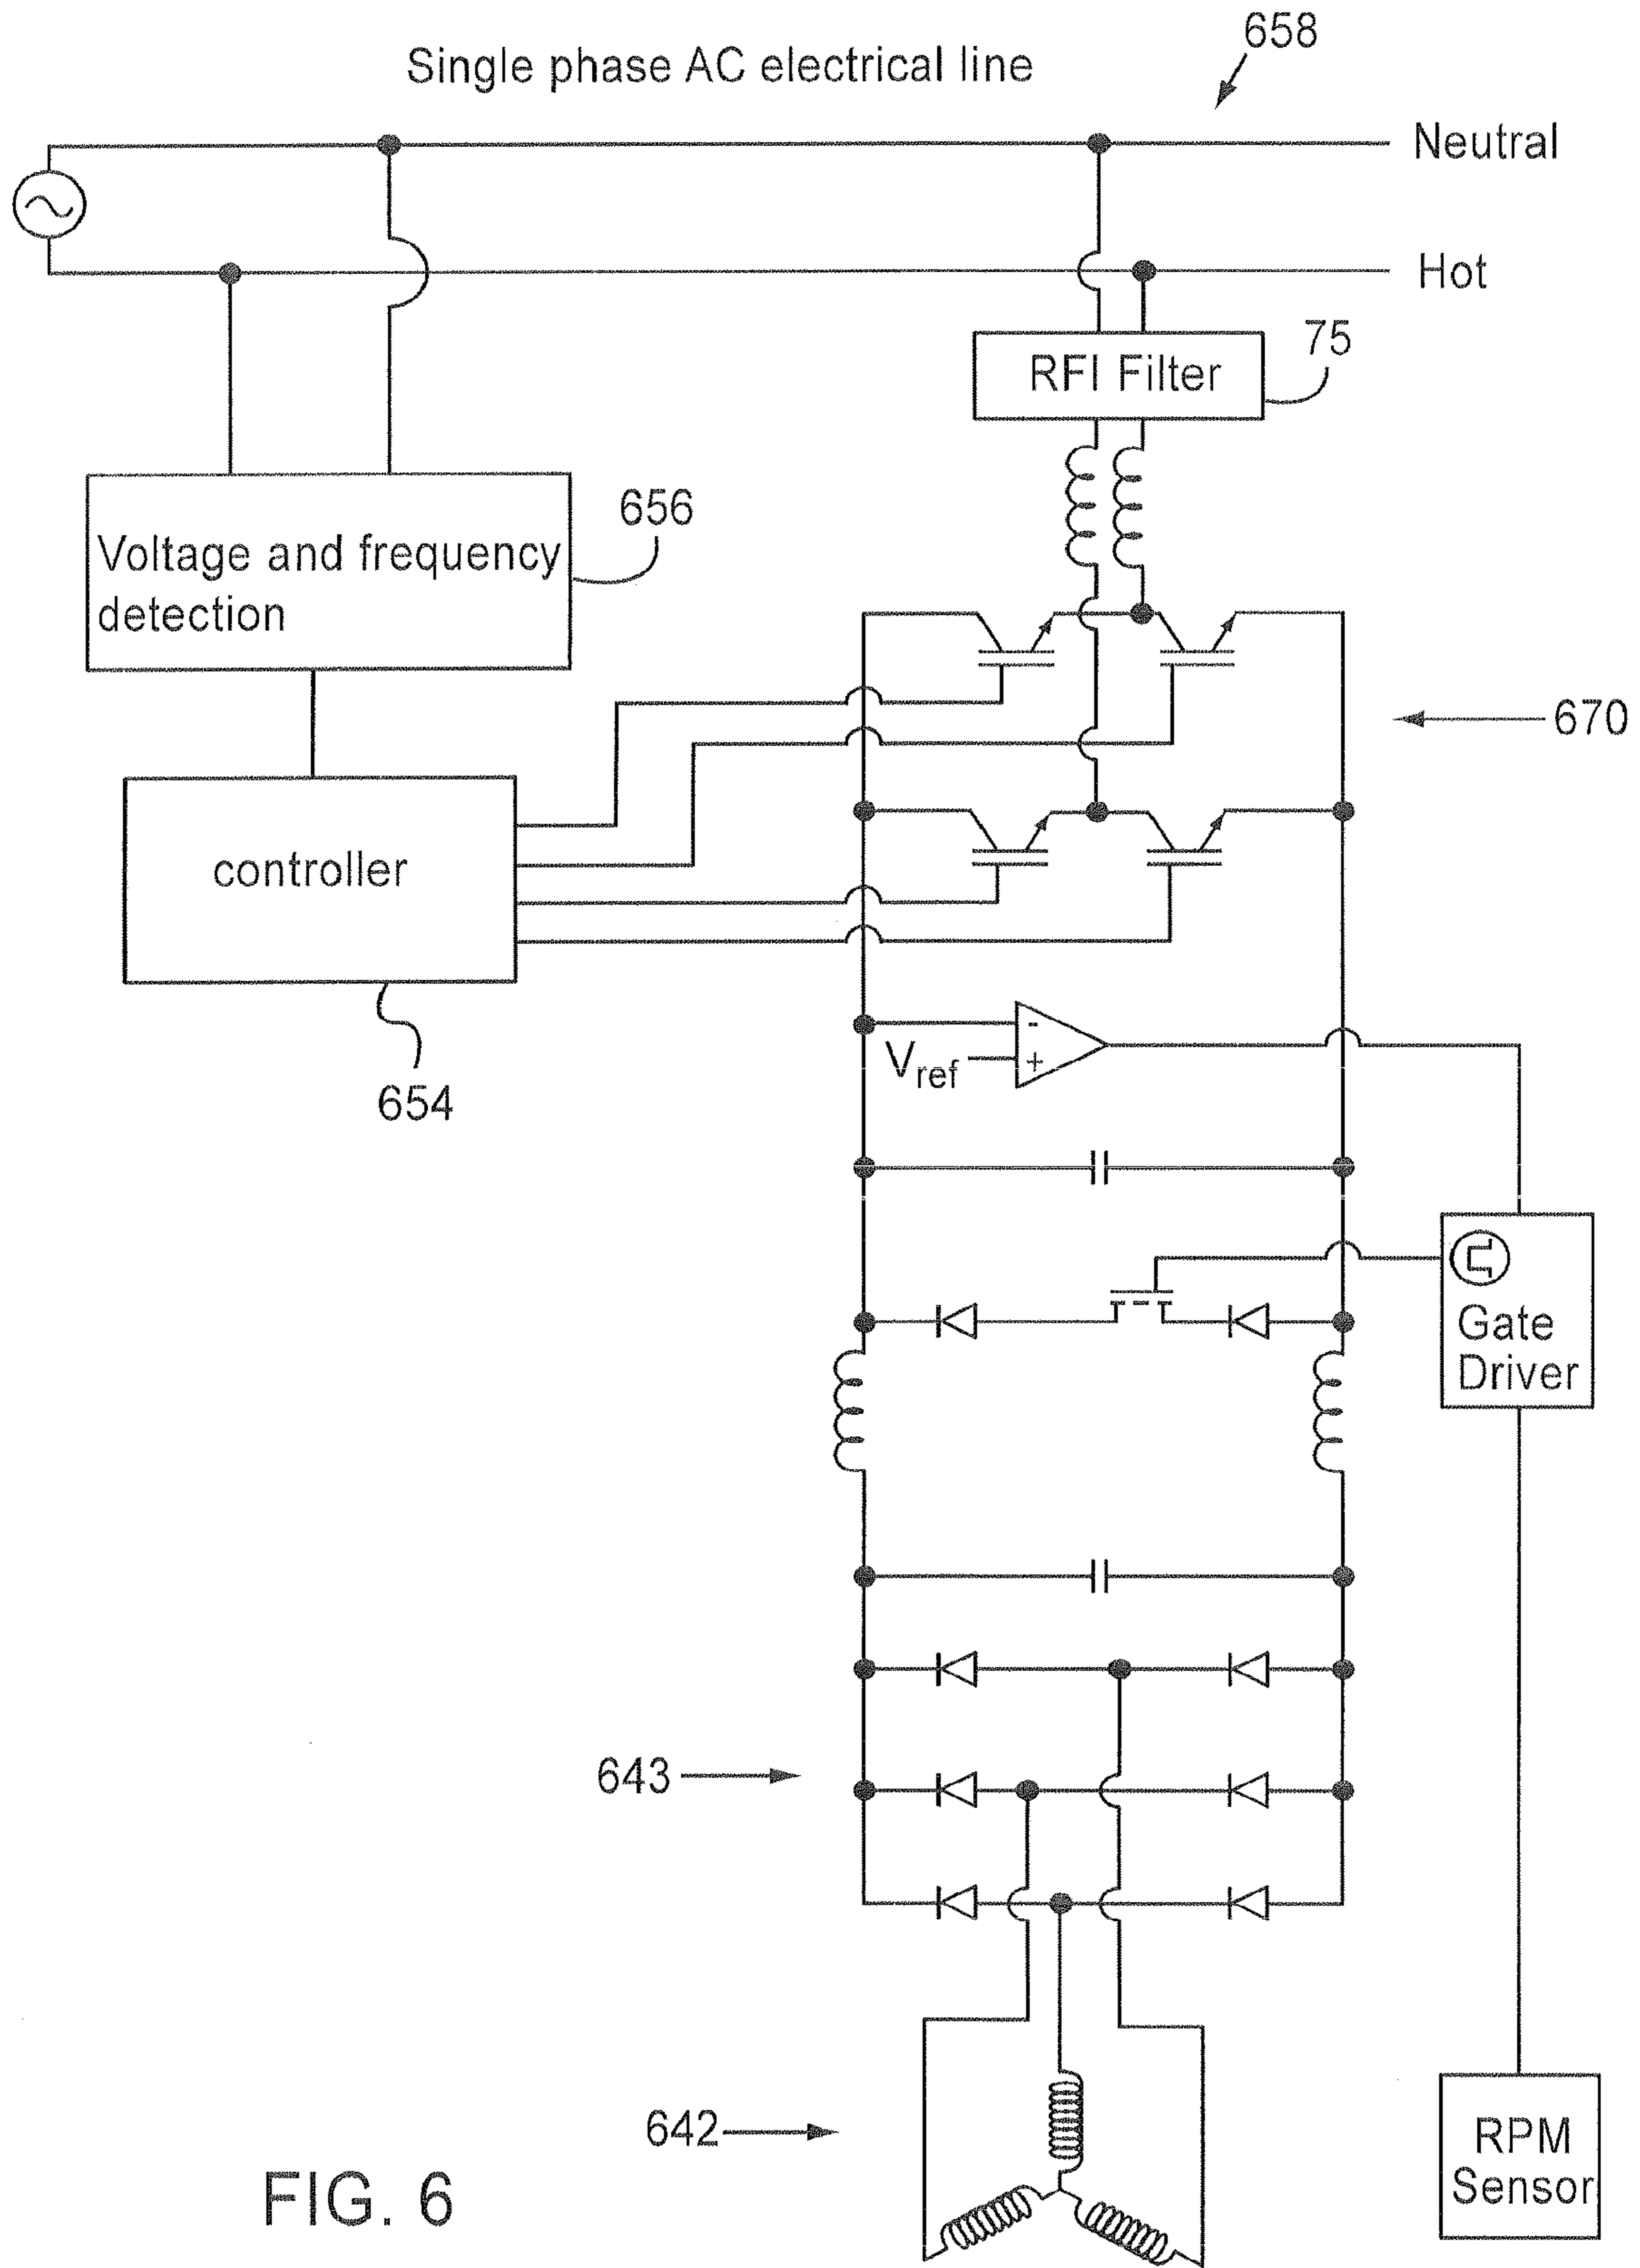 658
Single phase AC electrical line
Neutral
Hot
75
RFI Filter
656
Voltage and frequency
detection
670
controller
654
-
Vref
+
Gate
Driver
643
642
RPM
Sensor
FIG. 6